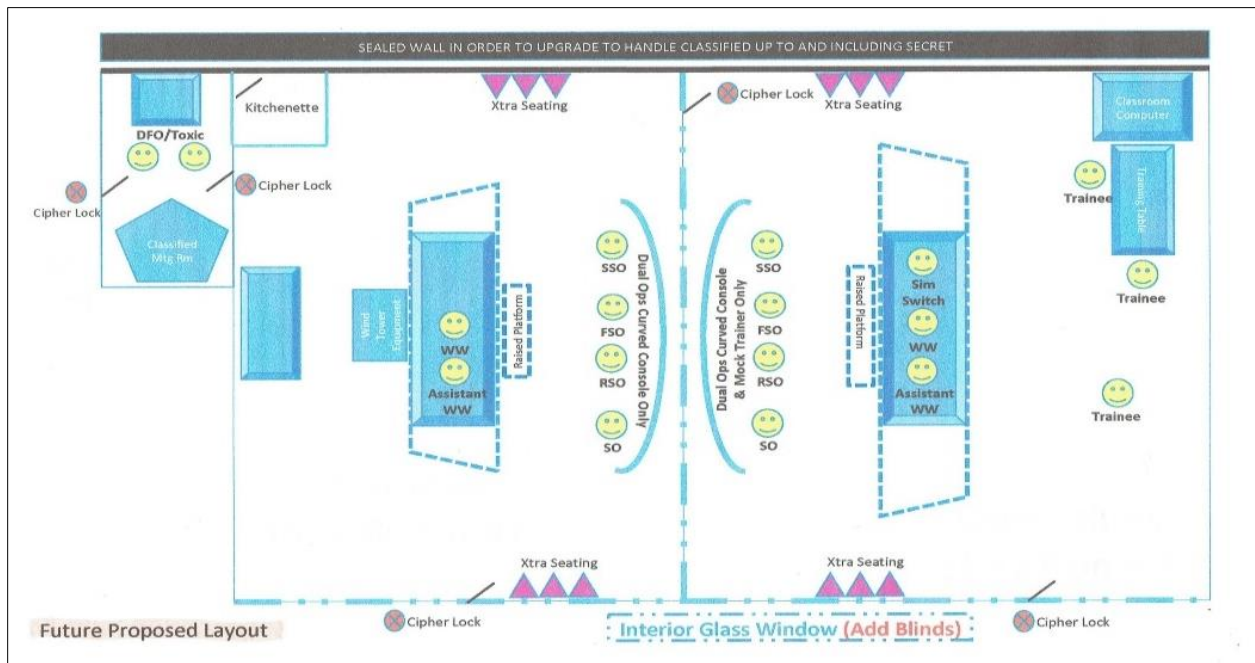 SEALED WALL IN ORDER TO UPGRADE TO HANDLE CLASSIFIED UP TO AND INCLUDING SECRET
Kitchenette
Xtra Seating
Cipher Lock
Xtra Seating
Classroom
Computer
DFO/Toxic
Cipher Lock
Cipher Lock
Classified
Mtg Rm
Trainee
Training Table
Trainee
Trainee
Wind
Tower
Equipment
WW
Assistant
WW
Raised Platform
SSO
FSO
RSO
SO
Dual Ops Curved Console Only
Dual Ops Curved Console
& Mock Trainer Only
SSO
FSO
RSO
SO
Raised Platform
Sim
Switch
WW
Assistant
WW
Xtra Seating
Xtra Seating
Cipher Lock
Cipher Lock
Future Proposed Layout
Interior Glass Window (Add Blinds)